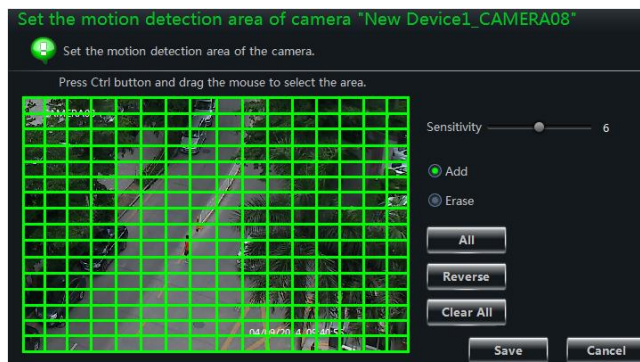 Set the motion detection area of camera "New Device1_CAMERA08"
Set the motion detection area of the camera.
Press Ctrl button and drag the mouse to select the area.
CAMERA08
Sensitivity 6
Add
Erase
All
Reverse
Clear All
Save Cancel